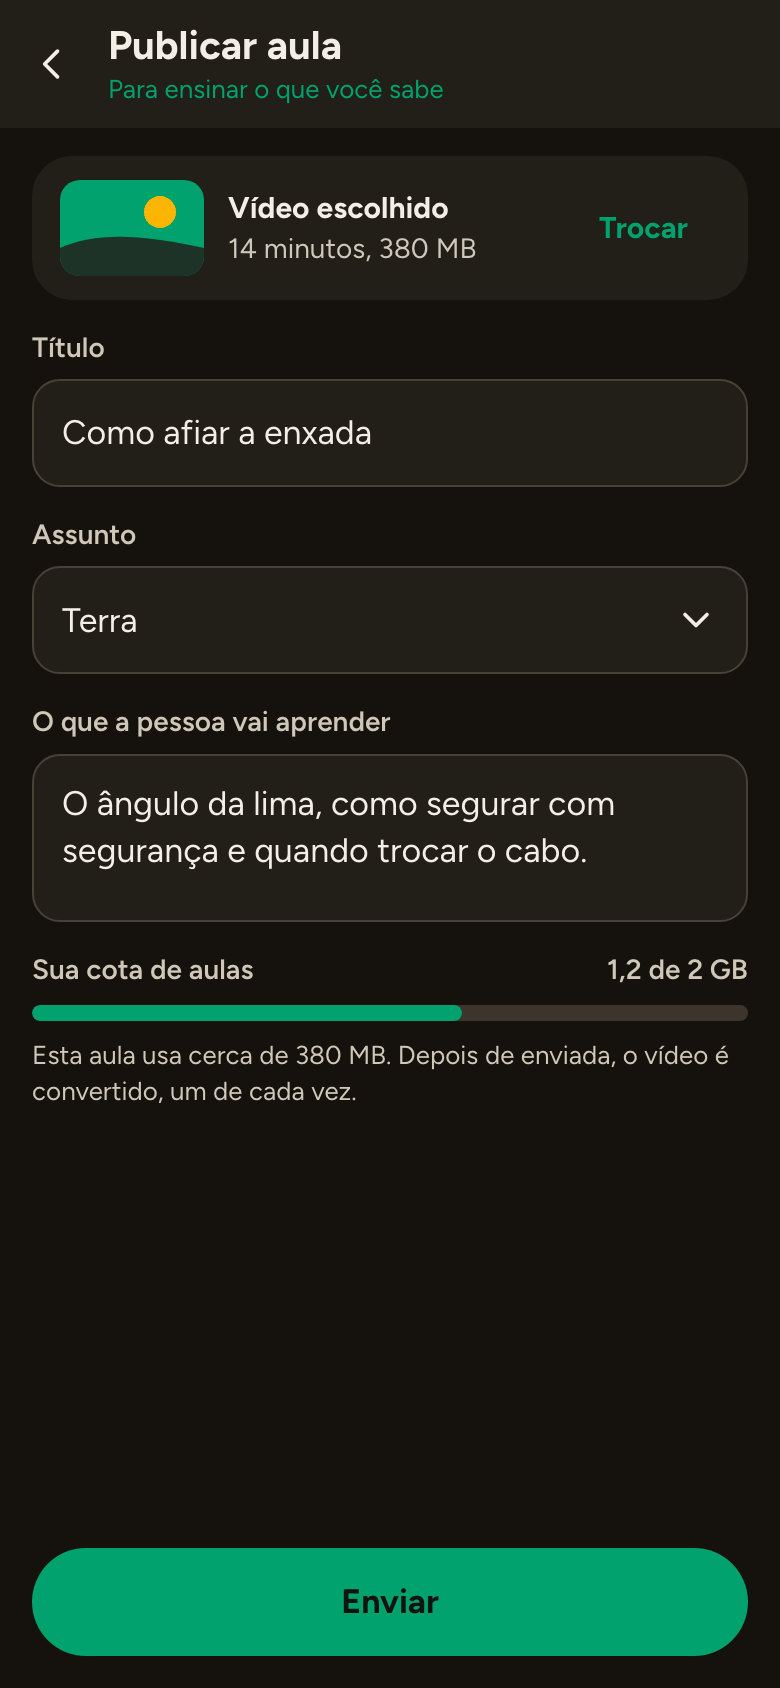 Publicar aula
Para ensinar o que você sabe
Vídeo escolhido
14 minutos, 380 MB
Trocar
Título
Como afiar a enxada
Assunto
Terra
O que a pessoa vai aprender
O ângulo da lima, como segurar com
segurança e quando trocar o cabo.
Sua cota de aulas
1,2 de 2 GB
Esta aula usa cerca de 380 MB. Depois de enviada, o vídeo é
convertido, um de cada vez.
Enviar